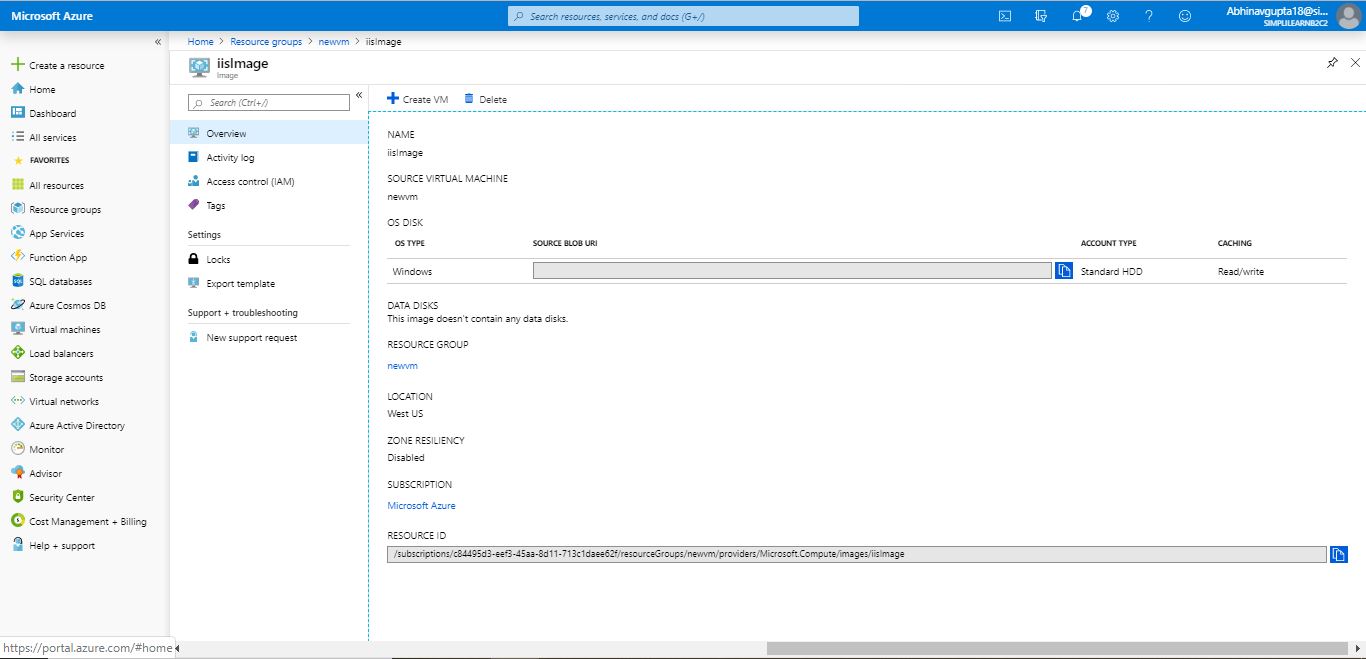 Microsoft Azure
Search resources, services, and docs (G+/)
7
Abhinavgupta18@si...
SIMPLILEARNB2C2
Create a resource
Home
Dashboard
All services
FAVORITES
All resources
Resource groups
App Services
Function App
SQL databases
Azure Cosmos DB
Virtual machines
Load balancers
Storage accounts
Virtual networks
Azure Active Directory
Monitor
Advisor
Security Center
Cost Management + Billing
Help + support
https://portal.azure.com/#home
Home > Resource groups > newvm > iisImage
iisImage
Image
Search (Ctrl+/)
Overview
Activity log
Access control (IAM)
Tags
Settings
Locks
Export template
Support + troubleshooting
New support request
Create VM Delete
NAME
iisImage
SOURCE VIRTUAL MACHINE
newvm
OS DISK
OS TYPE SOURCE BLOB URI ACCOUNT TYPE CACHING
Windows Standard HDD Read/write
DATA DISKS
This image doesn't contain any data disks.
RESOURCE GROUP
newvm
LOCATION
West US
ZONE RESILIENCY
Disabled
SUBSCRIPTION
Microsoft Azure
RESOURCE ID
/subscriptions/c84495d3-eef3-45aa-8d11-713c1daee62f/resourceGroups/newvm/providers/Microsoft.Compute/images/iisImage